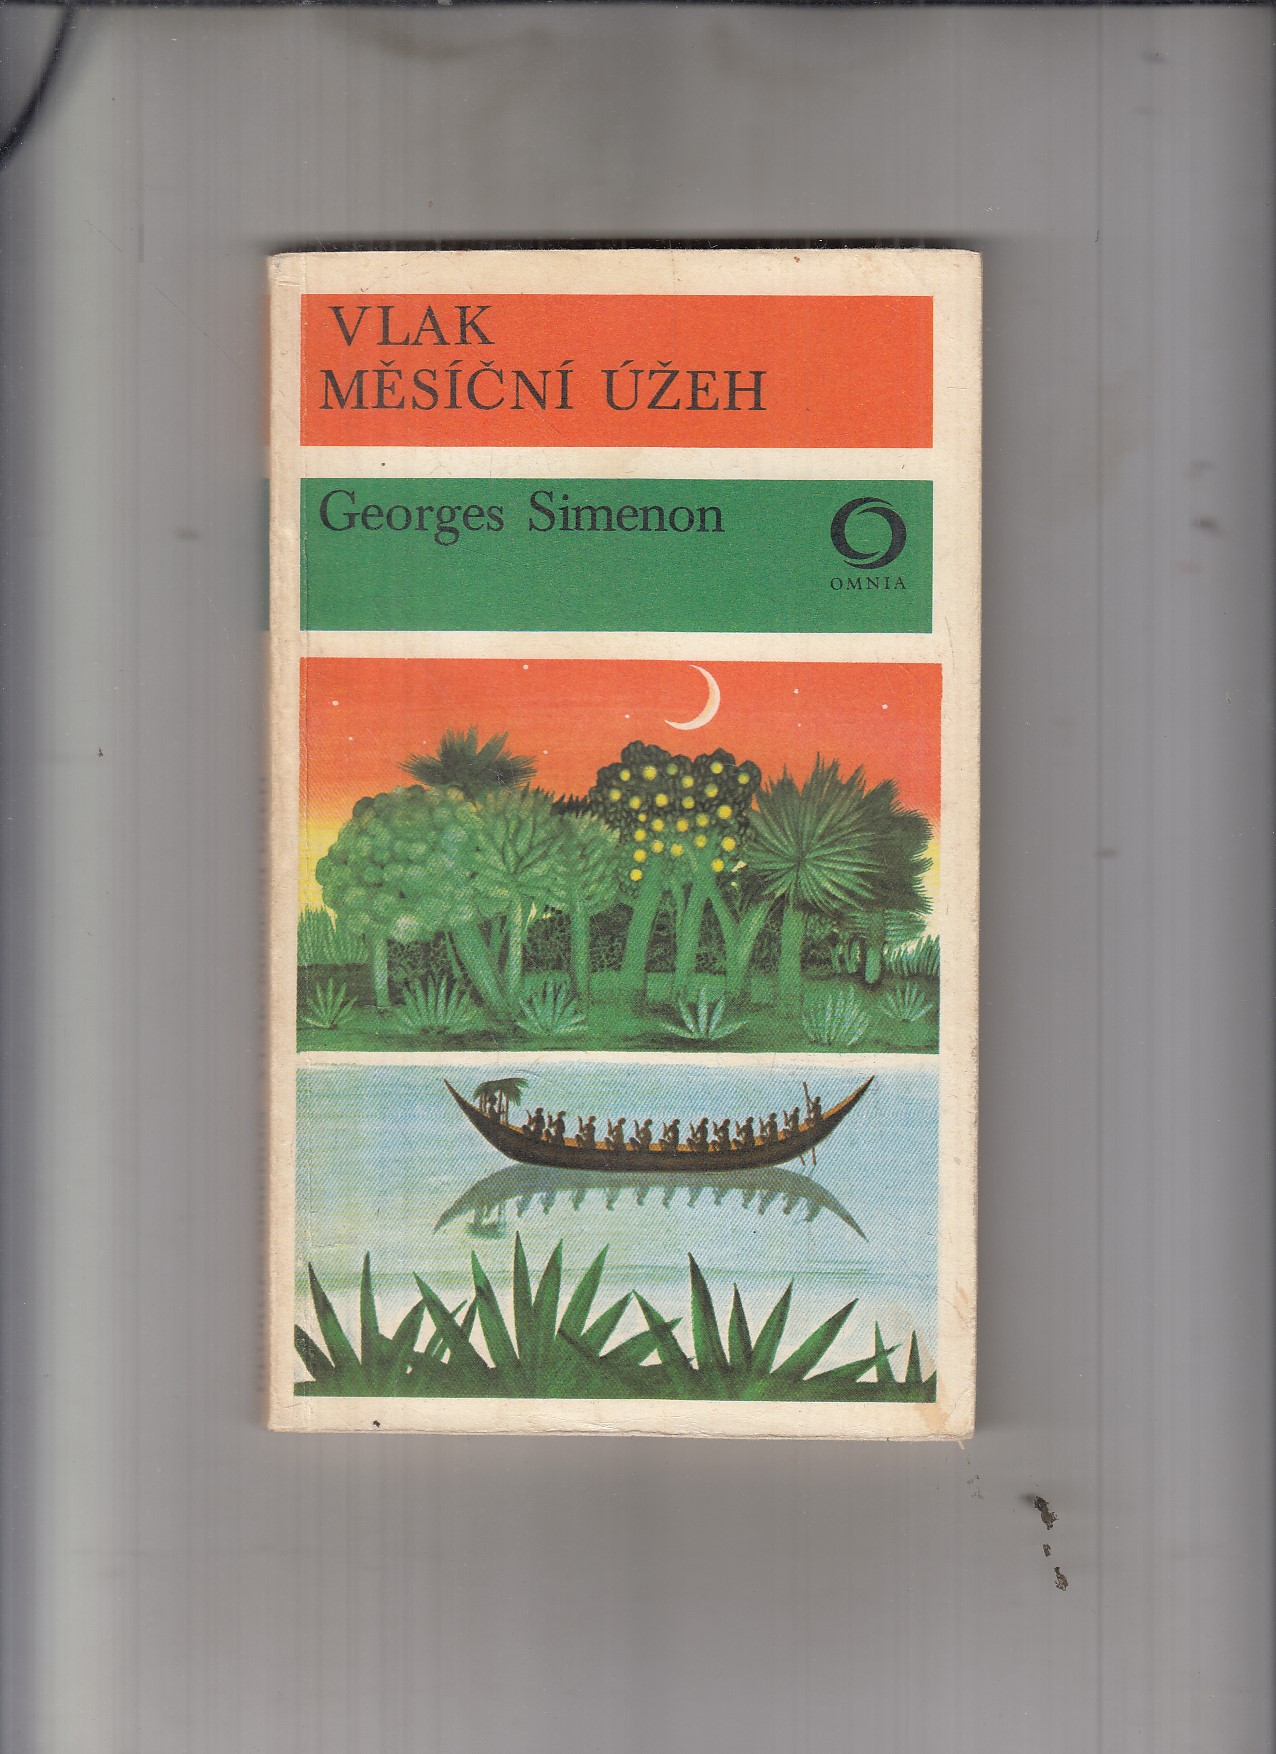 VLAK
MĚSÍČNÍ ÚŽEH
Georges Simenon
OMNIA